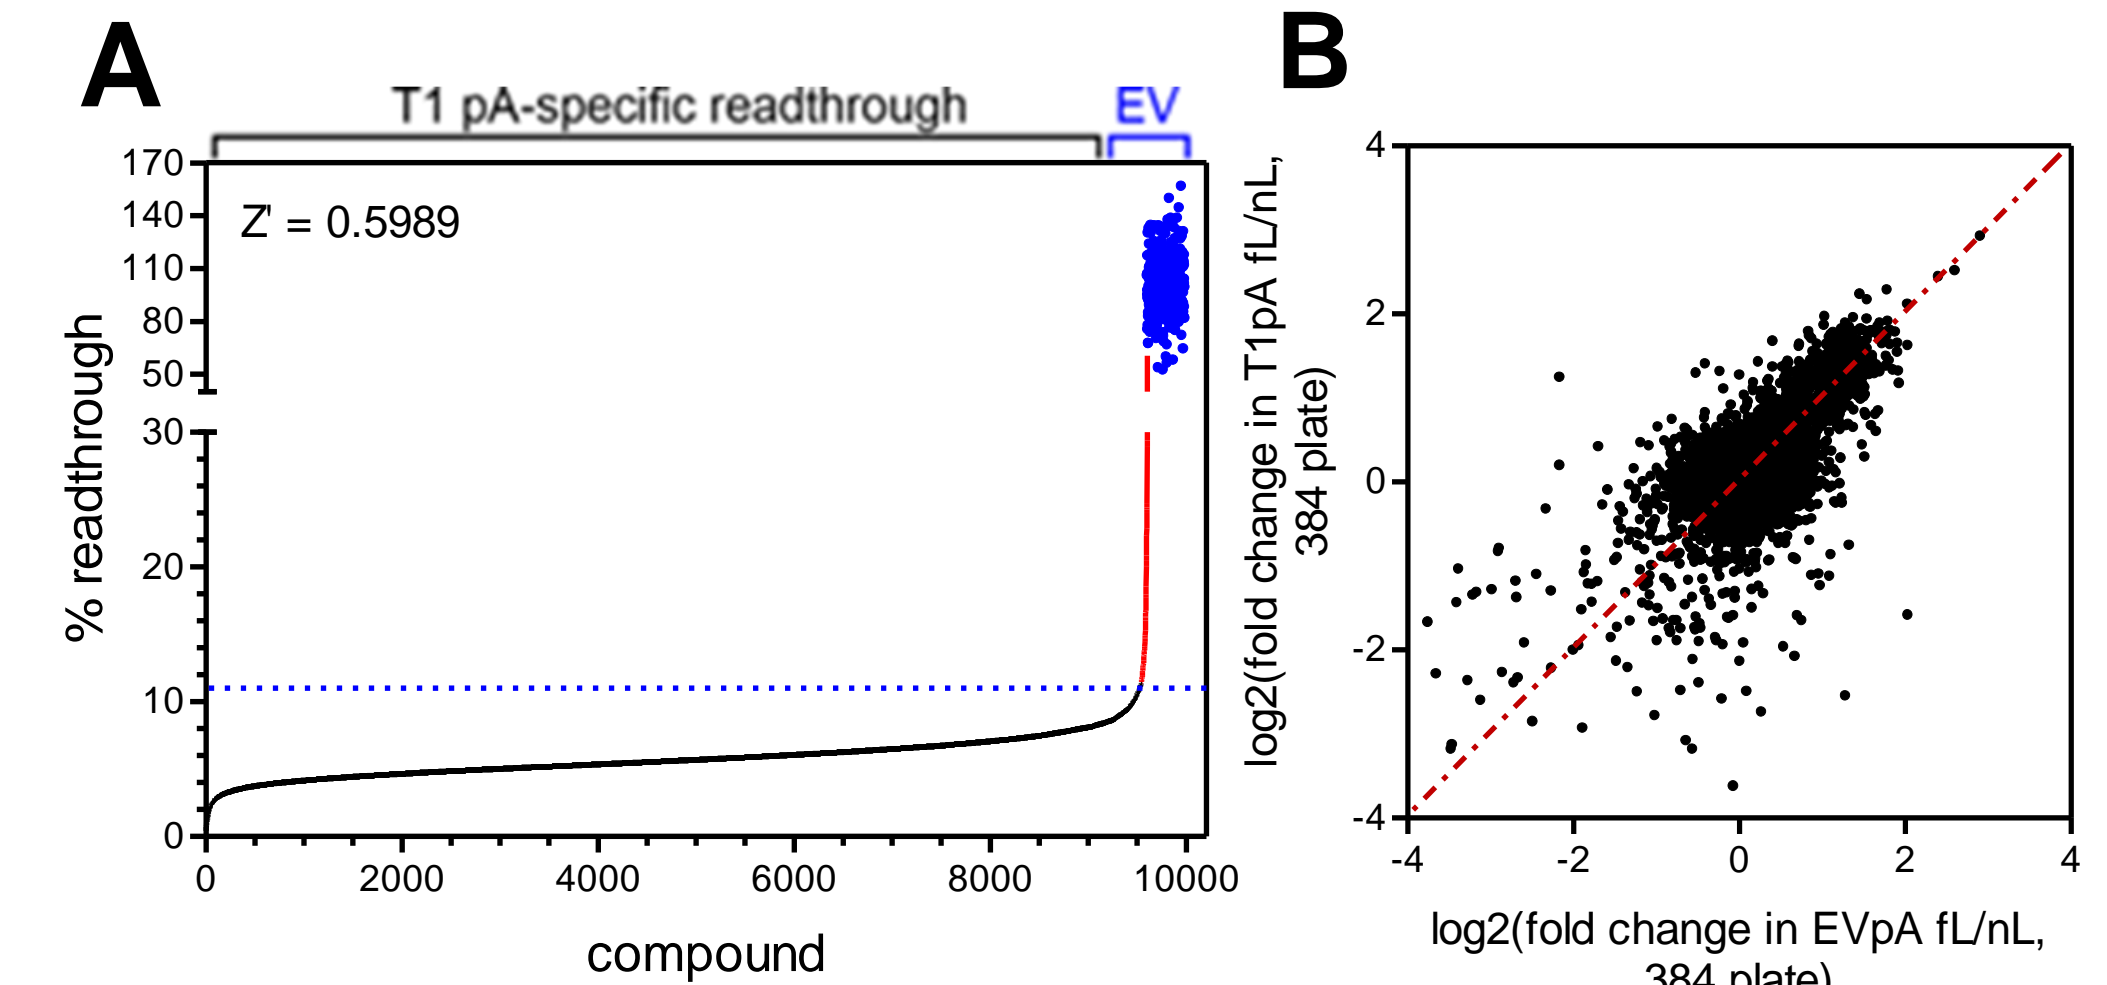 A
T1 pA-specific readthrough
EV
170
140
110
80
50
30
20
10
0
% readthrough
Z' = 0.5989
0 2000 4000 6000 8000 10000
compound
B
log2(fold change in T1pA fL/nL,
384 plate)
4
2
0
-2
-4
-4 -2 0 2 4
log2(fold change in EVpA fL/nL,
384 plate)